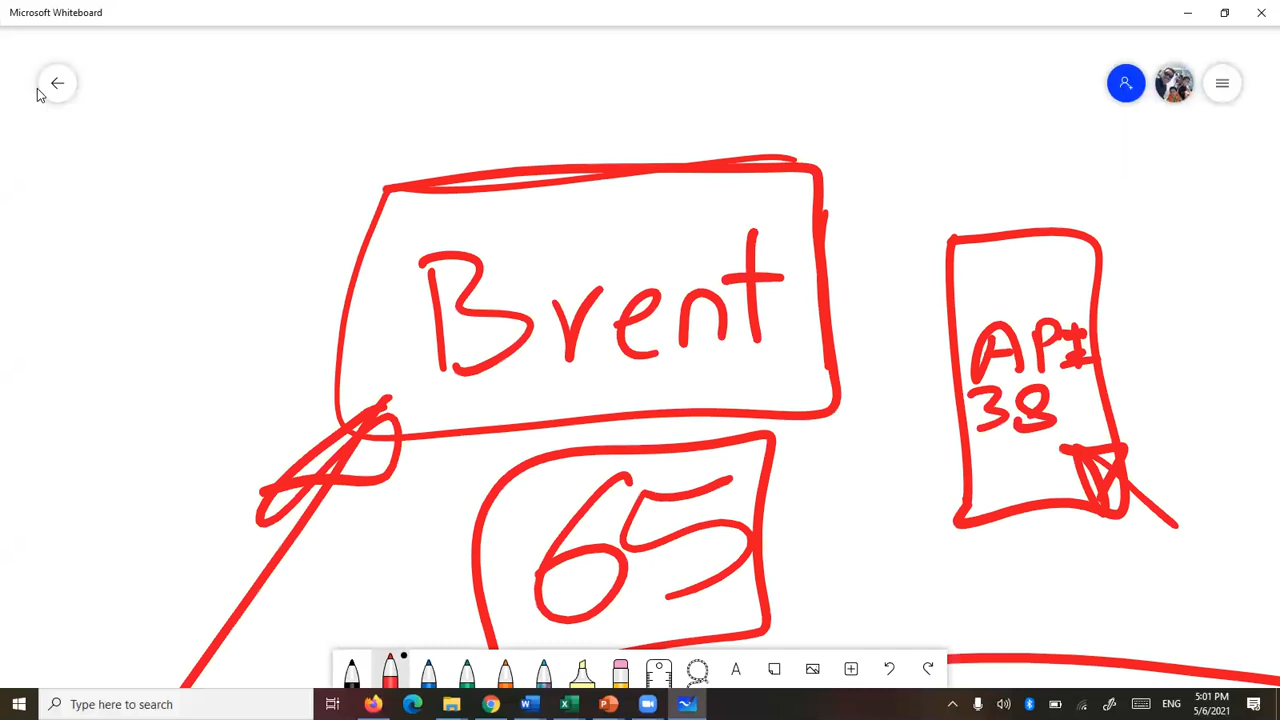 Microsoft Whiteboard
Brent
API
38
65
A
Type here to search
ENG
5:01 PM
5/6/2021